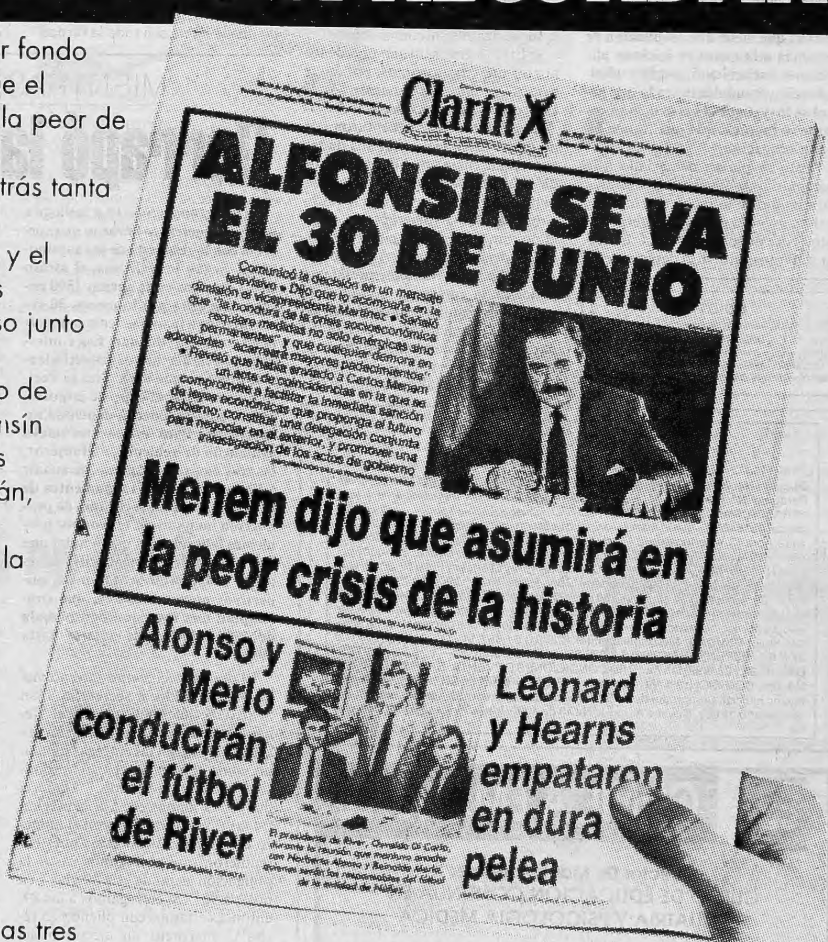 r fondo
e el
la peor de
trás tanta
y el
s
so junto
o de
nsín
s
án,
la
as tres
Clarín
ALFONSIN SE VA
EL 30 DE JUNIO
Comunicó la decisión en un mensaje
televisivo • Dijo que lo acompaña en la
dimisión el vicepresidente Martínez • Señaló
que "la hondura de la crisis socioeconómica
requiere medidas no solo enérgicas sino
permanentes" y que cualquier demora en
adoptarlas "acarreará mayores padecimientos"
• Reveló que había enviado a Carlos Menem
un acta de coincidencias en la que se
compromete a facilitar la inmediata sanción
de leyes económicas que proponga el futuro
gobierno; constituir una delegación conjunta
para negociar en el exterior, y promover una
investigación de los actos de gobierno
Menem dijo que asumirá en
la peor crisis de la historia
Alonso y
Merlo
conducirán
el fútbol
de River
El presidente de River, Osvaldo Di Carlo,
durante la reunión que mantuvo anoche
con Norberto Alonso y Reinaldo Merlo,
quienes serán los responsables del fútbol
de la entidad de Núñez
Leonard
y Hearns
empataron
en dura
pelea